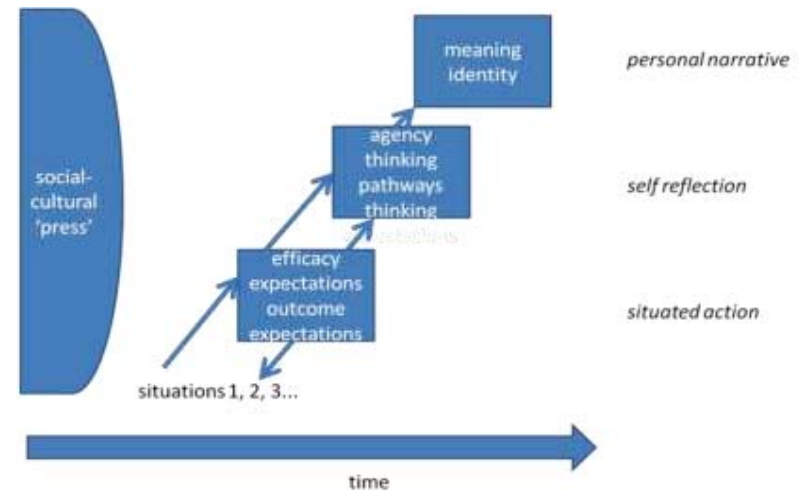 meaning
identity
personal narrative
social-
cultural
'press'
agency
thinking
pathways
thinking
self reflection
efficacy
expectations
outcome
expectations
situated action
situations 1, 2, 3...
time